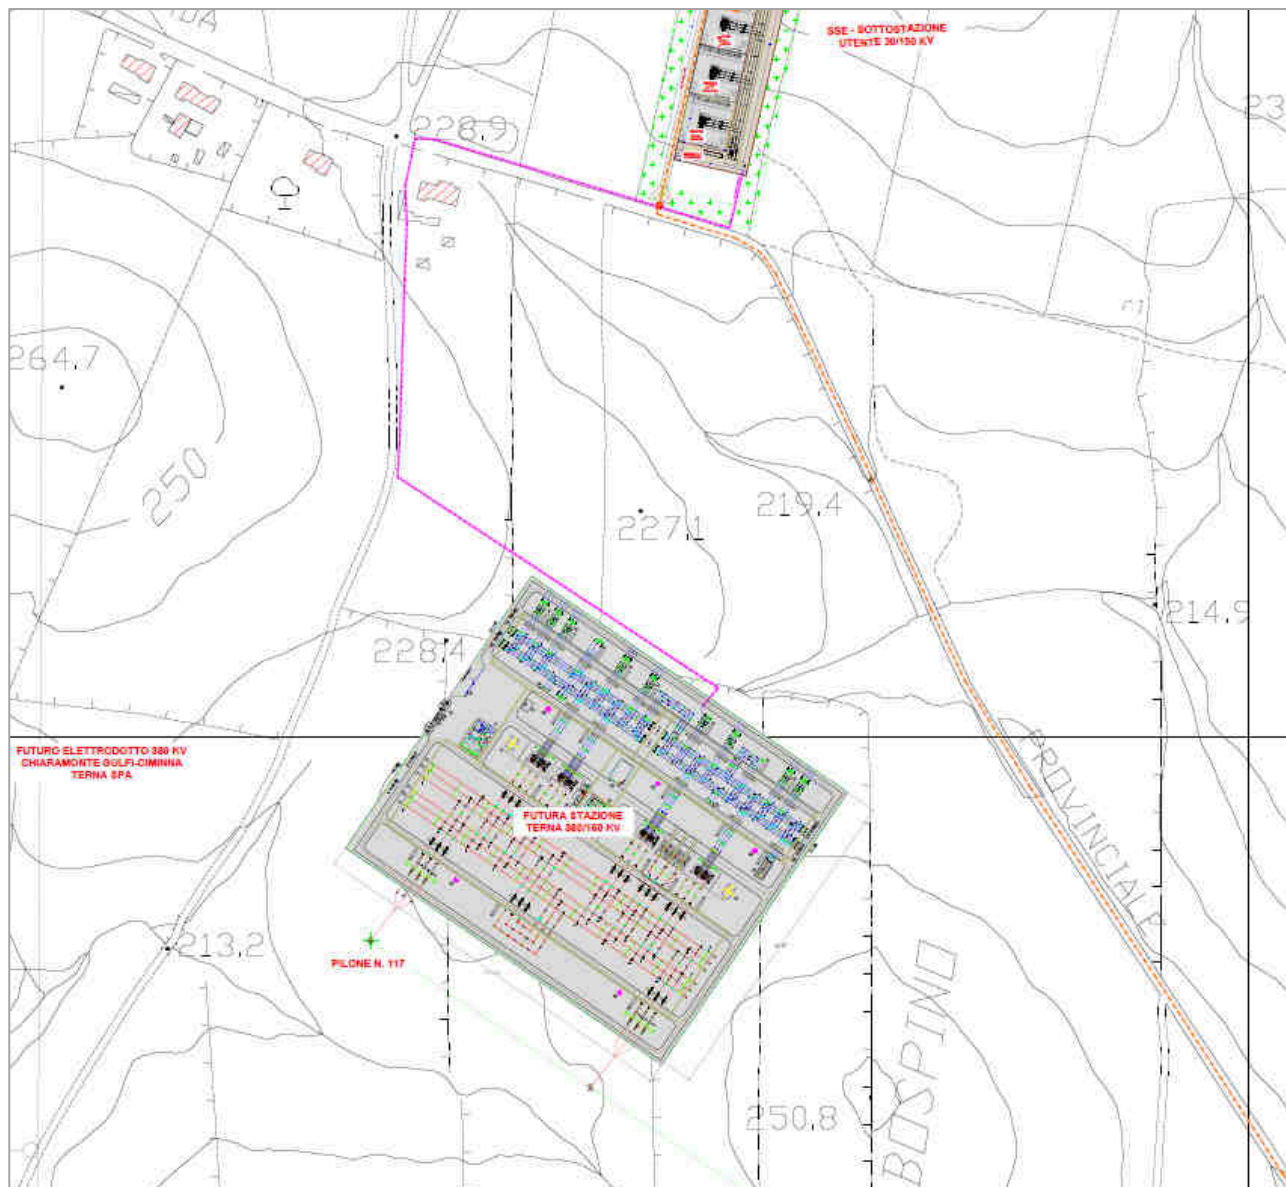 IDA
SSE - SOTTOSTAZIONE
UTENTE 30/150 KV
228.9
23
264.7
250
219.4
227.1
214.9
228.4
FUTURO ELETTRODOTTO 380 KV
CHIARAMONTE GULFI-CIMINNA
TERNA SPA
PROVINCIALE
FUTURA STAZIONE
TERNA 380/150 KV
213.2
PILONE N. 117
BOSPINO
250.8